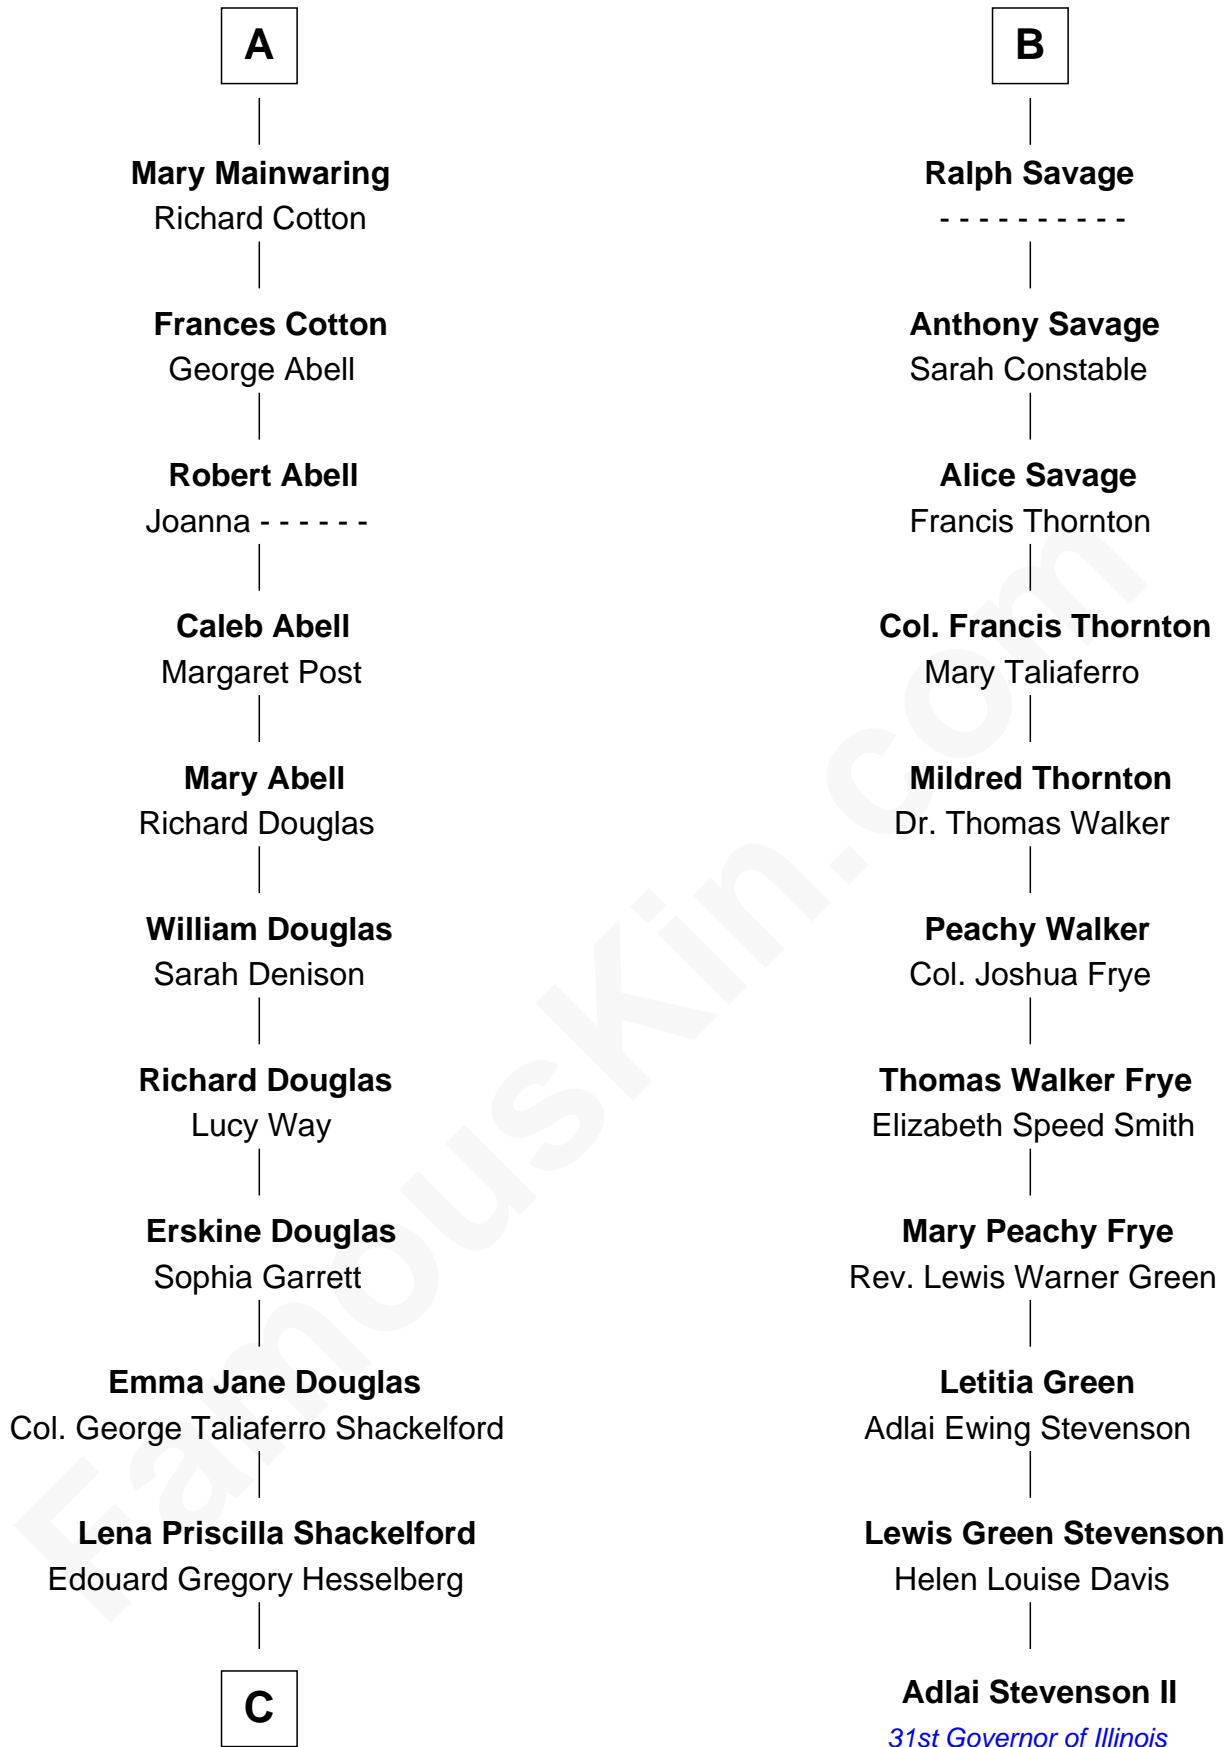 A
Mary Mainwaring
Richard Cotton
Frances Cotton
George Abell
Robert Abell
Joanna - - - - - -
Caleb Abell
Margaret Post
Mary Abell
Richard Douglas
William Douglas
Sarah Denison
Richard Douglas
Lucy Way
Erskine Douglas
Sophia Garrett
Emma Jane Douglas
Col. George Taliaferro Shackelford
Lena Priscilla Shackelford
Edouard Gregory Hesselberg
C
B
Ralph Savage
- - - - - - - - - -
Anthony Savage
Sarah Constable
Alice Savage
Francis Thornton
Col. Francis Thornton
Mary Taliaferro
Mildred Thornton
Dr. Thomas Walker
Peachy Walker
Col. Joshua Frye
Thomas Walker Frye
Elizabeth Speed Smith
Mary Peachy Frye
Rev. Lewis Warner Green
Letitia Green
Adlai Ewing Stevenson
Lewis Green Stevenson
Helen Louise Davis
Adlai Stevenson II
31st Governor of Illinois
FamousKin.com